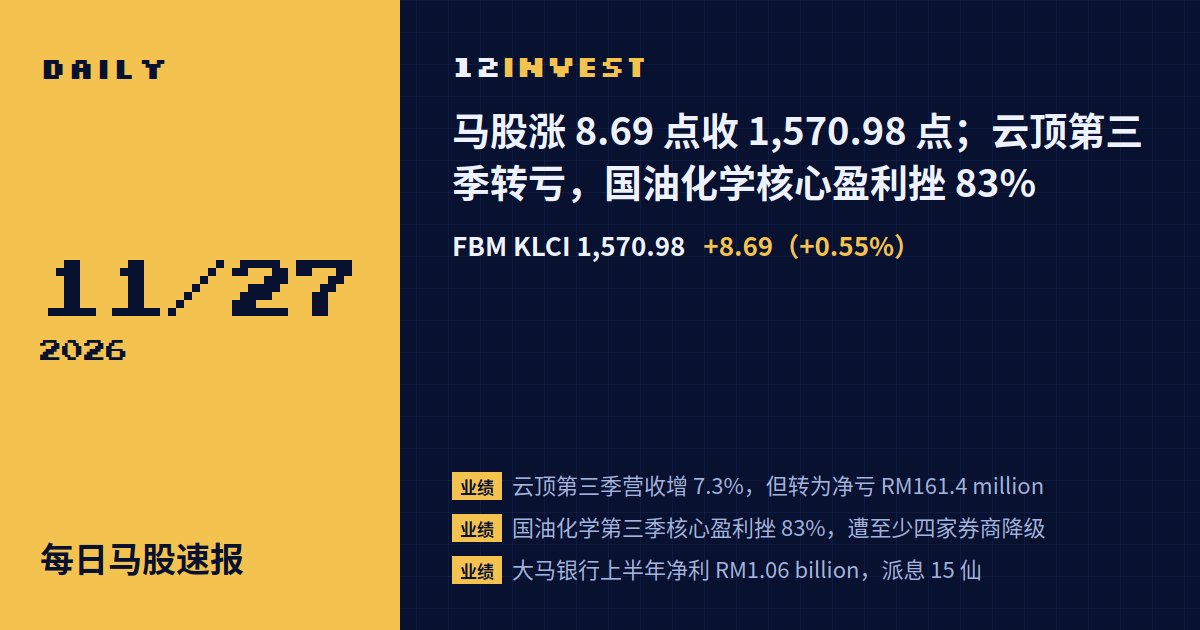 DAILY
11/27
2026
每日马股速报
12INVEST
马股涨 8.69 点收 1,570.98 点；云顶第三
季转亏，国油化学核心盈利挫 83%
FBM KLCI 1,570.98 +8.69（+0.55%）
业绩 云顶第三季营收增 7.3%，但转为净亏 RM161.4 million
业绩 国油化学第三季核心盈利挫 83%，遭至少四家券商降级
业绩 大马银行上半年净利 RM1.06 billion，派息 15 仙